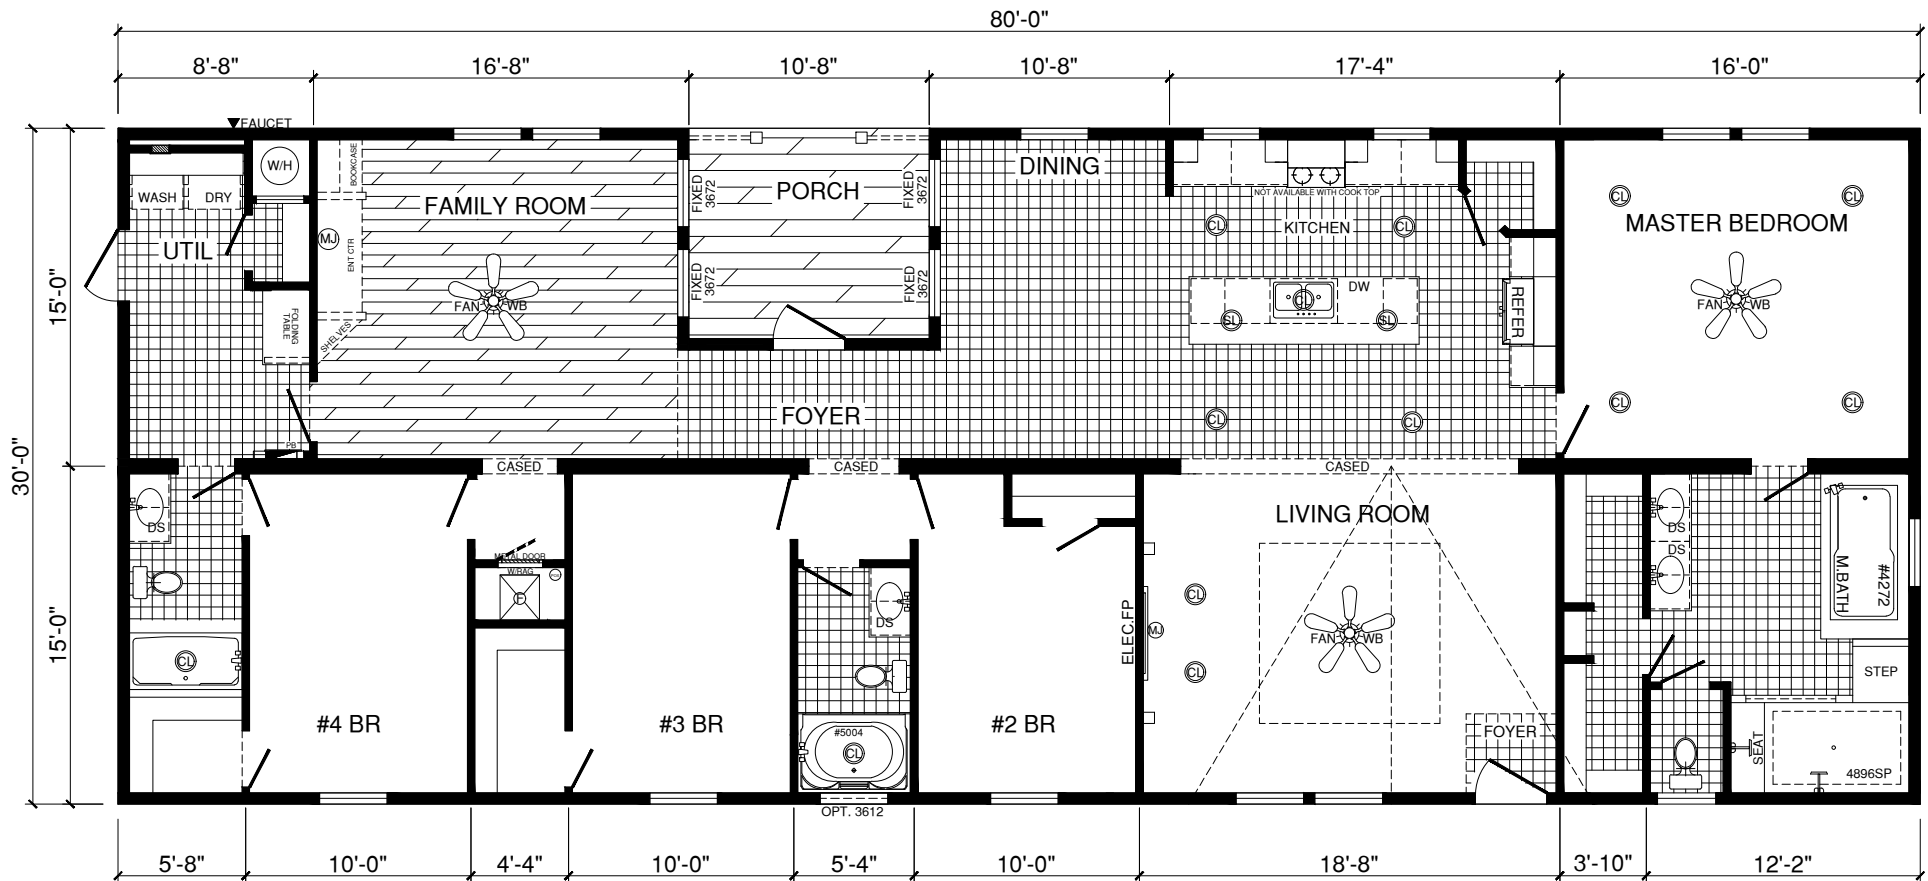 80'-0"
8'-8"
16'-8"
10'-8"
10'-8"
17'-4"
16'-0"
FAUCET
W/H
BOOKCASE
DINING
NOT AVAILABLE WITH COOK TOP
WASH
DRY
FAMILY ROOM
PORCH
FIXED
3672
FIXED
3672
CL
CL
MASTER BEDROOM
CL
CL
KITCHEN
UTIL
MJ
ENT CTR
FIXED
3672
FIXED
3672
DW
CL
REFER
FAN
WB
FAN
WB
SL
SL
FOLDING
TABLE
SHELVES
15'-0"
30'-0"
FOYER
CL
CL
CL
CL
PB
CASED
CASED
CASED
DS
LIVING ROOM
DS
DS
METAL DOOR
W/RAG
POS
F
DS
M.BATH
#4272
CL
ELEC.FP
MJ
FAN
WB
15'-0"
CL
CL
STEP
#4 BR
#3 BR
#2 BR
#5004
CL
FOYER
SEAT
4896SP
OPT. 3612
5'-8"
10'-0"
4'-4"
10'-0"
5'-4"
10'-0"
18'-8"
3'-10"
12'-2"